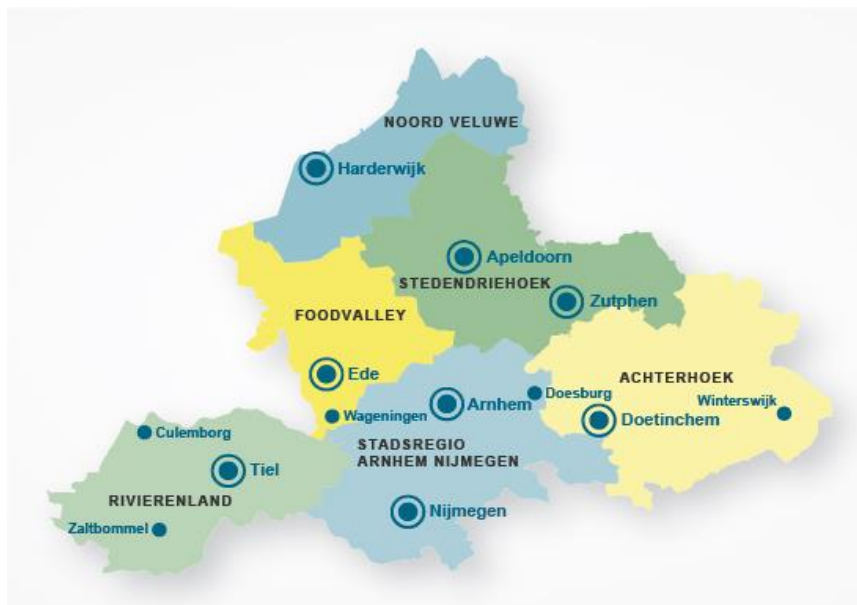 NOORD VELUWE
Harderwijk
Apeldoorn
STEDENDRIEHOEK
Zutphen
FOODVALLEY
Ede
ACHTERHOEK
Doesburg
Winterswijk
Arnhem
Wageningen
Doetinchem
Culemborg
STADSREGIO
ARNHEM NIJMEGEN
Tiel
RIVIERENLAND
Nijmegen
Zaltbommel